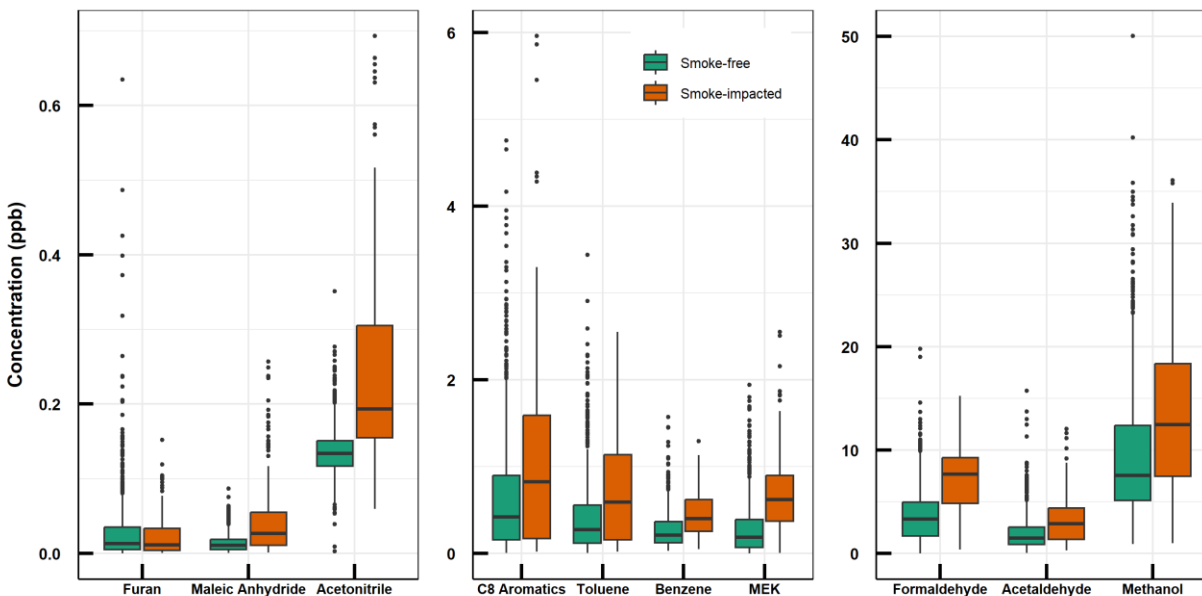 Concentration (ppb)
0.6
0.4
0.2
0.0
Furan Maleic Anhydride Acetonitrile
6
4
2
0
Smoke-free
Smoke-impacted
C8 Aromatics Toluene Benzene MEK
50
40
30
20
10
0
Formaldehyde Acetaldehyde Methanol